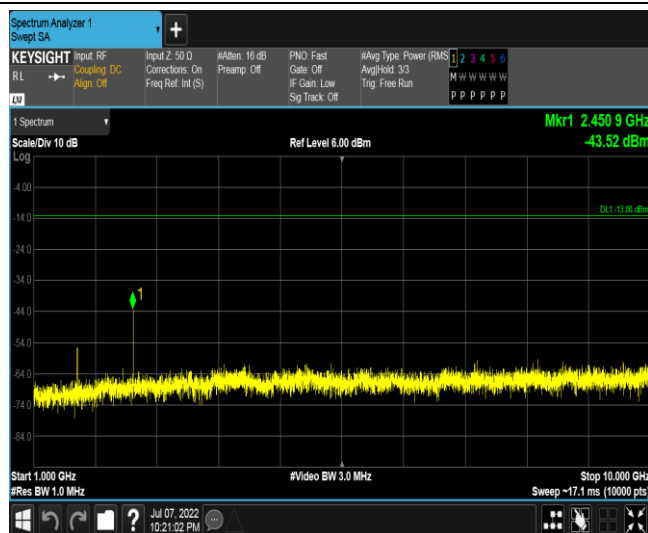 Spectrum Analyzer 1
Swept SA
+
KEYSIGHT
RL
LXI
Input: RF
Coupling: DC
Align: Off
Input Z: 50 Ω
Corrections: On
Freq Ref: Int (S)
#Atten: 16 dB
Preamp: Off
PNO: Fast
Gate: Off
IF Gain: Low
Sig Track: Off
#Avg Type: Power (RMS
Avg|Hold: 3/3
Trig: Free Run
1 2 3 4 5 6
M W W W W W
P P P P P P
1 Spectrum
Mkr1 2.450 9 GHz
-43.52 dBm
Scale/Div 10 dB
Ref Level 6.00 dBm
Log
-4.00
DL1 -13.00 dBm
-14.0
-24.0
-34.0
1
-44.0
-54.0
-64.0
-74.0
-84.0
Start 1.000 GHz
#Video BW 3.0 MHz
Stop 10.000 GHz
#Res BW 1.0 MHz
Sweep ~17.1 ms (10000 pts)
?
Jul 07, 2022
10:21:02 PM